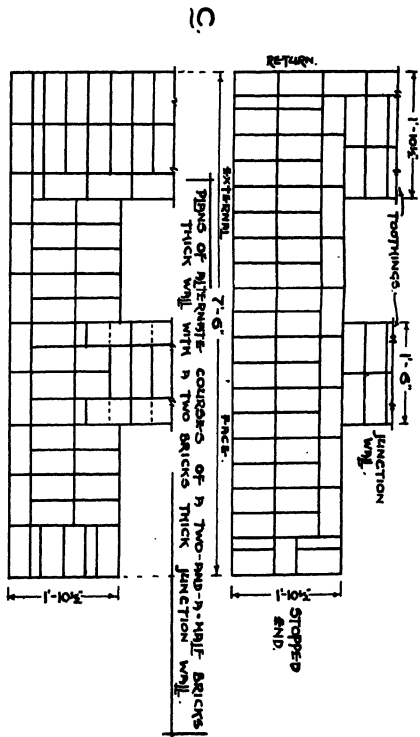 C.
RETURN.
1'-10½"
TOOTHINGS.
1'-6"
JUNCTION
WALL.
EXTERNAL FACE.
1'-10½"
STOPPED
END.
7'-6"
PLANS OF ALTERNATE COURSES OF A TWO-AND-A-HALF BRICKS
THICK WALL WITH A TWO BRICKS THICK JUNCTION WALL.
1'-10½"